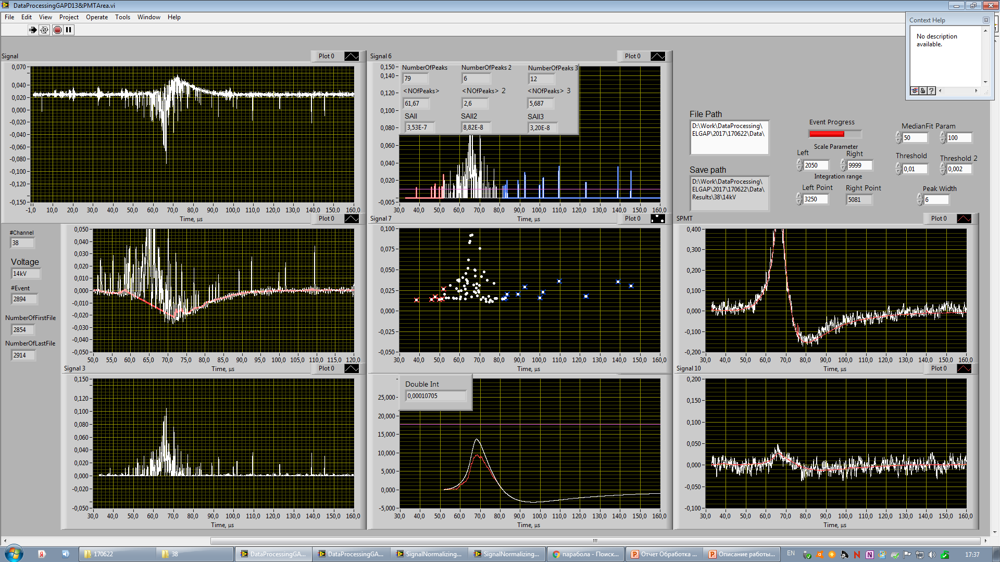 DataProcessingGAPD13&PMTArea.vi
File Edit View Project Operate Tools Window Help
Context Help
No description
available.
Signal
Plot 0
0,070
0,040
0,020
0,000
-0,020
-0,040
-0,060
-0,080
-0,100
-0,120
-0,150
-1,0 10,0 20,0 30,0 40,0 50,0 60,0 70,0 80,0 90,0 100,0 110,0 120,0 130,0 140,0 150,0 160,0
Time, µs
Signal 6
Plot 0
0,150
0,140
0,120
0,100
0,080
0,060
0,040
0,020
-0,005
30,0 40,0 50,0 60,0 70,0 80,0 90,0 100,0 110,0 120,0 130,0 140,0 150,0 160,0
Time, µs
NumberOfPeaks NumberOfPeaks 2 NumberOfPeaks 3
79 6 12
<NOfPeaks> <NOfPeaks> 2 <NOfPeaks> 3
61,67 2,6 5,687
SAll SAll2 SAll3
3,53E-7 8,82E-8 3,20E-8
File Path
D:\Work\DataProcessing\
ELGAP\2017\170622\Data\
Save path
D:\Work\DataProcessing\
ELGAP\2017\170622\Data\
Results\38\14kV
Event Progress
Scale Parameter
Left Right
2050 9999
Integration range
Left Point Right Point
3250 5081
MedianFit Param
50 100
Threshold Threshold 2
0,01 0,002
Peak Width
6
#Channel
38
Voltage
14kV
#Event
2894
NumberOfFirstFile
2854
NumberOfLastFile
2914
Plot 0
0,050
0,040
0,030
0,020
0,010
0,000
-0,010
-0,020
-0,030
-0,040
-0,050
50,0 55,0 60,0 65,0 70,0 75,0 80,0 85,0 90,0 95,0 100,0 105,0 110,0 115,0 120,0
Time, µs
Signal 7
Plot 0
0,100
0,075
0,050
0,025
0,000
-0,025
-0,050
30,0 40,0 50,0 60,0 70,0 80,0 90,0 100,0 110,0 120,0 130,0 140,0 150,0 160,0
Time, µs
SPMT
Plot 0
0,400
0,300
0,200
0,100
0,000
-0,100
-0,200
30,0 40,0 50,0 60,0 70,0 80,0 90,0 100,0 110,0 120,0 130,0 140,0 150,0 160,0
Time, µs
Signal 3
Plot 0
0,150
0,120
0,100
0,080
0,060
0,040
0,020
0,000
-0,020
-0,050
30,0 40,0 50,0 60,0 70,0 80,0 90,0 100,0 110,0 120,0 130,0 140,0 150,0 160,0
Time, µs
Double Int
0,00010705
25,000
20,000
15,000
10,000
5,000
0,000
-5,000
30,0 40,0 50,0 60,0 70,0 80,0 90,0 100,0 110,0 120,0 130,0 140,0 150,0 160,0
Time, µs
Signal 10
Plot 0
0,200
0,150
0,100
0,050
0,000
-0,050
-0,100
30,0 40,0 50,0 60,0 70,0 80,0 90,0 100,0 110,0 120,0 130,0 140,0 150,0 160,0
Time, µs
Я 170622 38 DataProcessingGA... DataProcessingGA... SignalNormalizing... SignalNormalizing... парабола - Поиск... Отчет Обработка ... Описание работы... EN 17:37